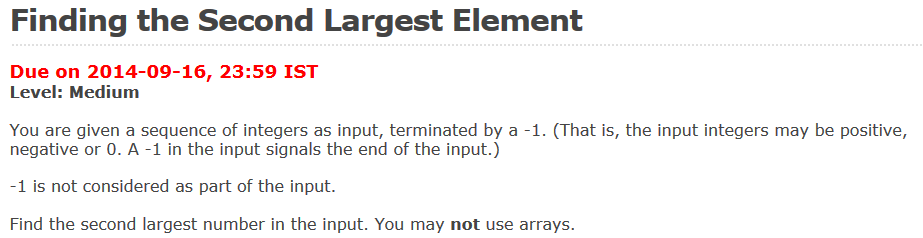 Finding the Second Largest Element
Due on 2014-09-16, 23:59 IST
Level: Medium
You are given a sequence of integers as input, terminated by a -1. (That is, the input integers may be positive,
negative or 0. A -1 in the input signals the end of the input.)
-1 is not considered as part of the input.
Find the second largest number in the input. You may not use arrays.